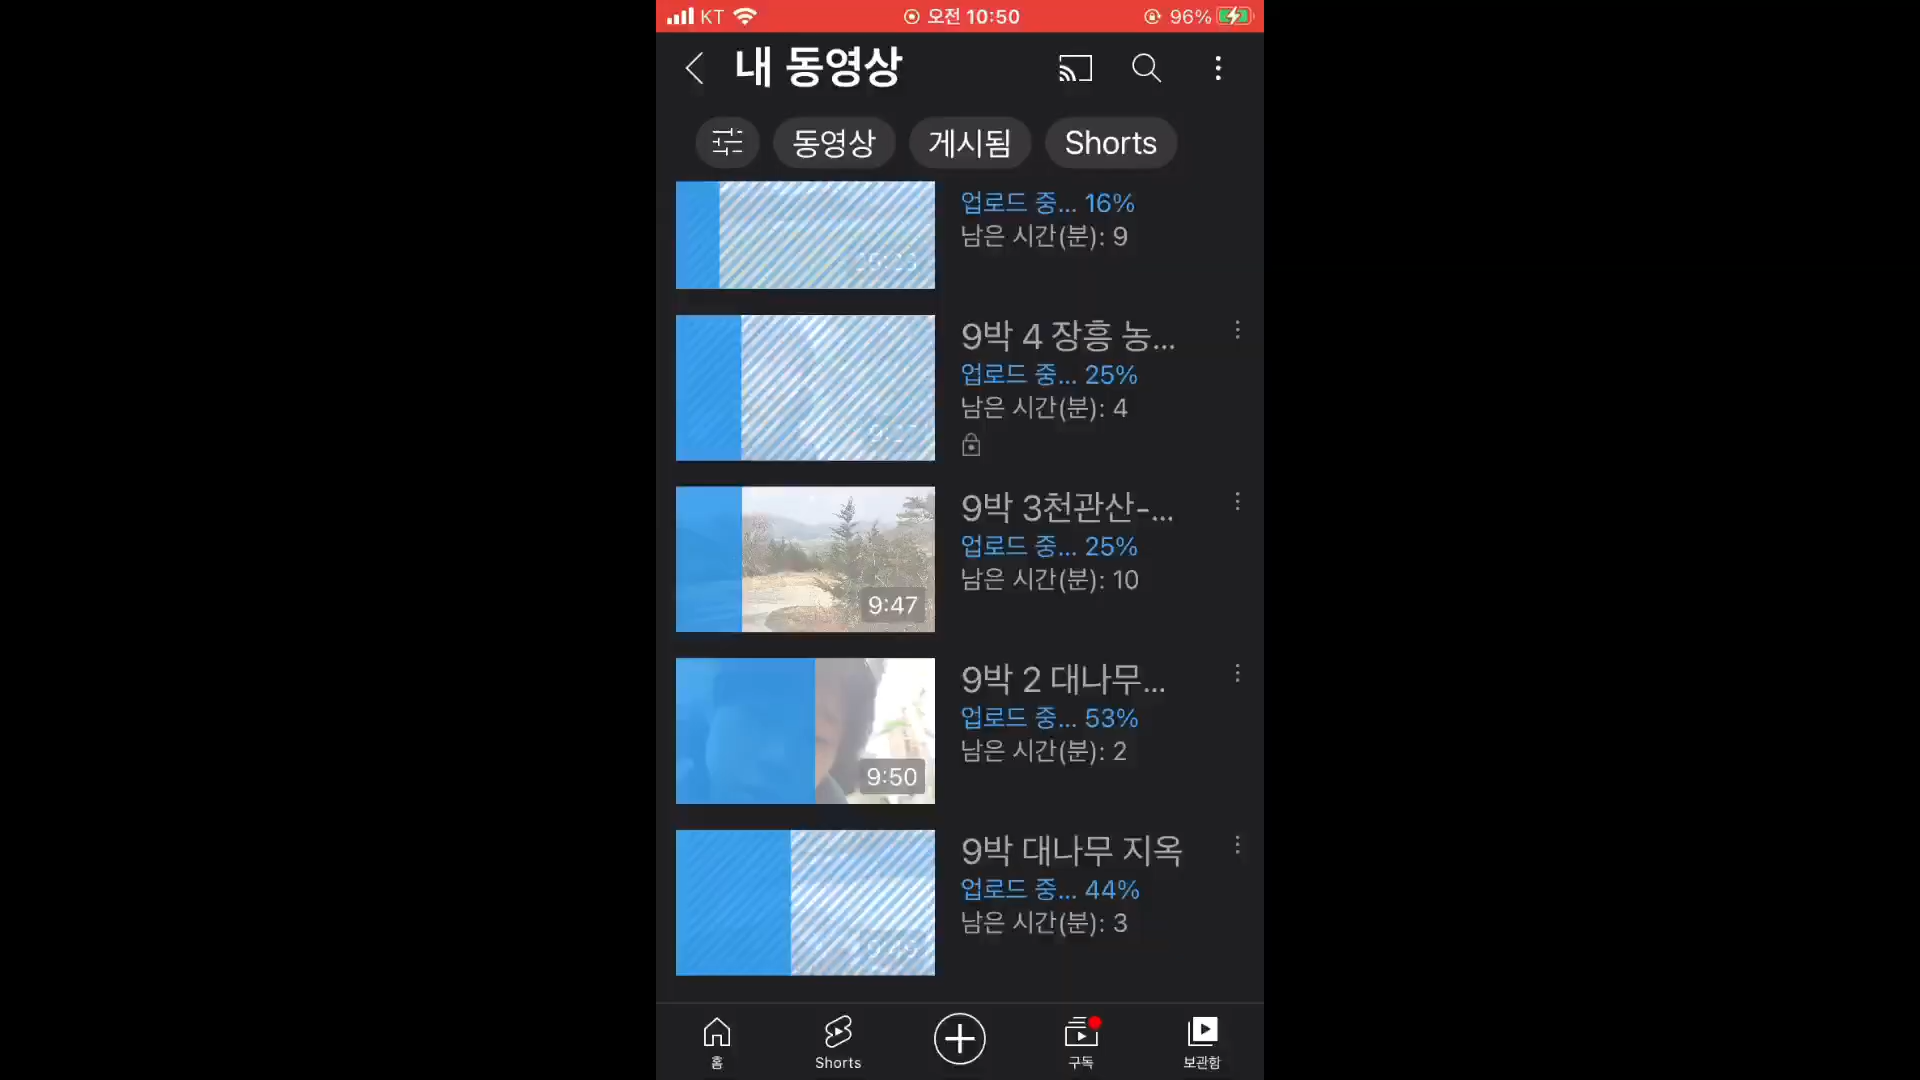 KT 오전 10:50 96%
내 동영상
동영상 게시됨 Shorts
업로드 중... 16%
남은 시간(분): 9
9박 4 장흥 농...
업로드 중... 25%
남은 시간(분): 4
9박 3천관산-...
업로드 중... 25%
남은 시간(분): 10
9:47
9박 2 대나무...
업로드 중... 53%
남은 시간(분): 2
9:50
9박 대나무 지옥
업로드 중... 44%
남은 시간(분): 3
홈 Shorts 구독 보관함